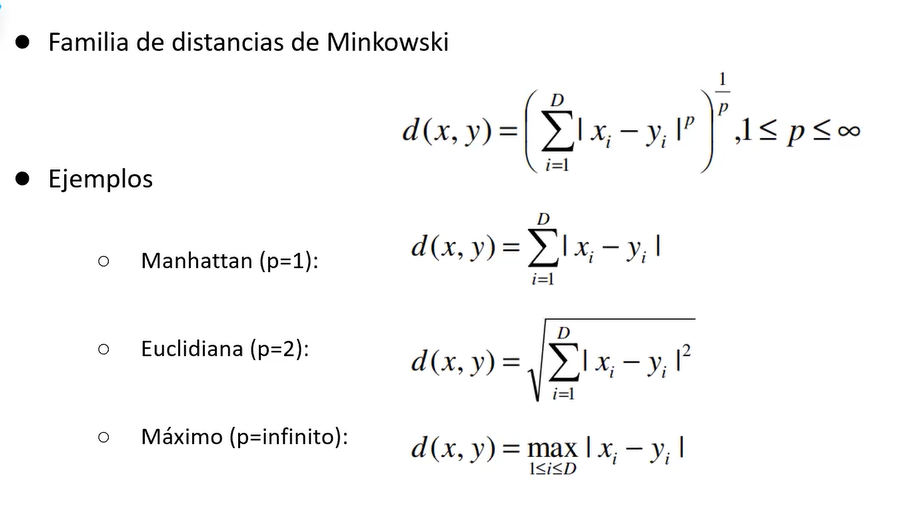 ● Familia de distancias de Minkowski
d(x, y) = ( ∑_{i=1}^{D} | x_i − y_i |^p )^{1/p} ,1 ≤ p ≤ ∞
● Ejemplos
○ Manhattan (p=1): d(x, y) = ∑_{i=1}^{D} | x_i − y_i |
○ Euclidiana (p=2): d(x, y) = √( ∑_{i=1}^{D} | x_i − y_i |^2 )
○ Máximo (p=infinito): d(x, y) = max_{1≤i≤D} | x_i − y_i |